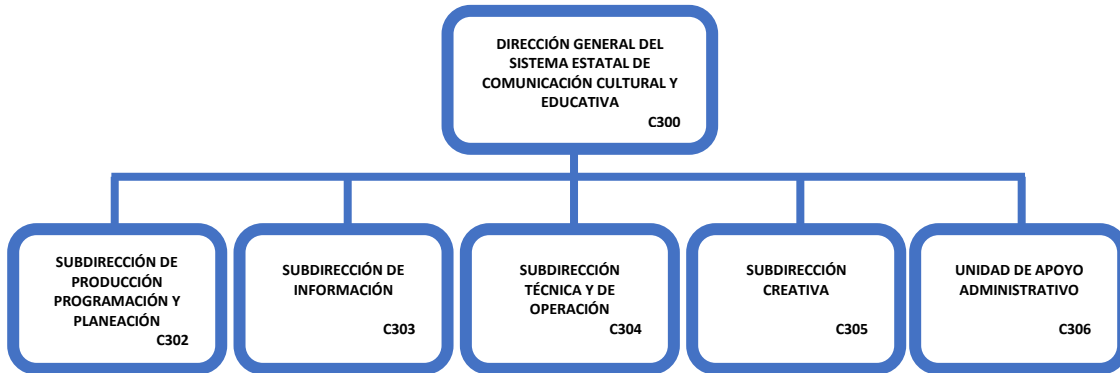 DIRECCIÓN GENERAL DEL
SISTEMA ESTATAL DE
COMUNICACIÓN CULTURAL Y
EDUCATIVA
C300
SUBDIRECCIÓN DE
PRODUCCIÓN
PROGRAMACIÓN Y
PLANEACIÓN
C302
SUBDIRECCIÓN DE
INFORMACIÓN
C303
SUBDIRECCIÓN
TÉCNICA Y DE
OPERACIÓN
C304
SUBDIRECCIÓN
CREATIVA
C305
UNIDAD DE APOYO
ADMINISTRATIVO
C306